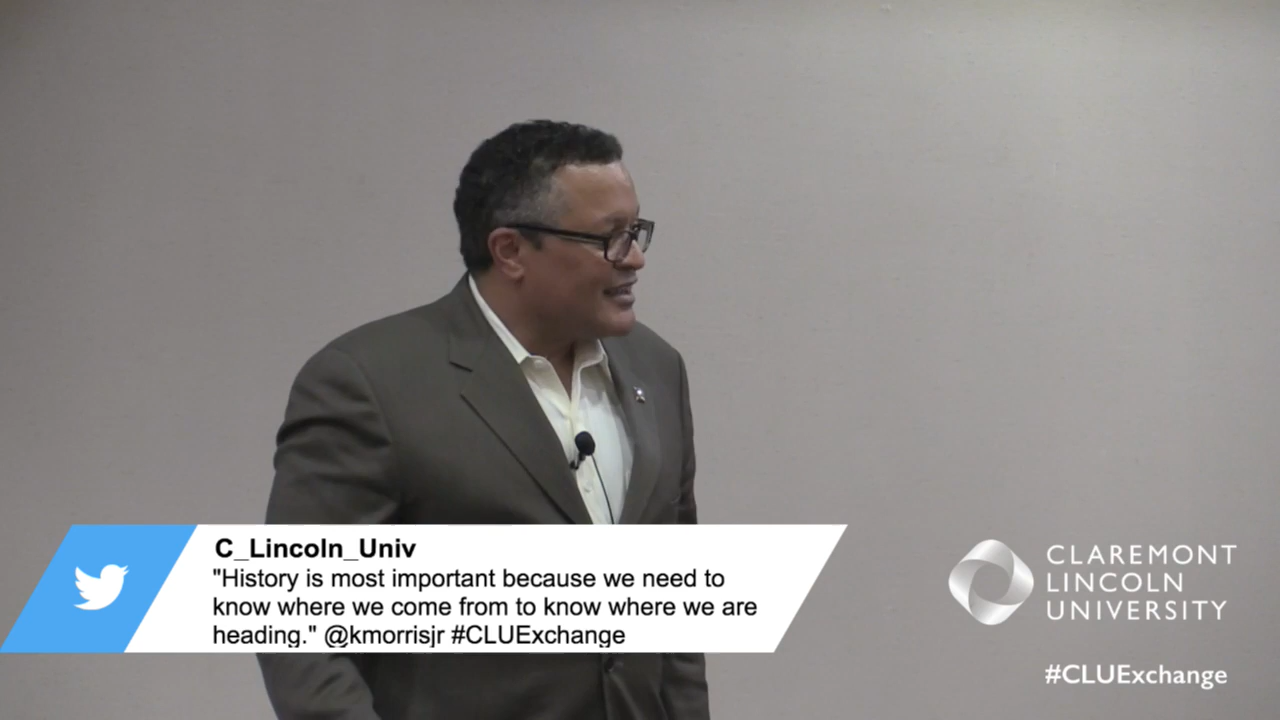 C_Lincoln_Univ
"History is most important because we need to
know where we come from to know where we are
heading." @kmorrisjr #CLUExchange
CLAREMONT
LINCOLN
UNIVERSITY
#CLUExchange